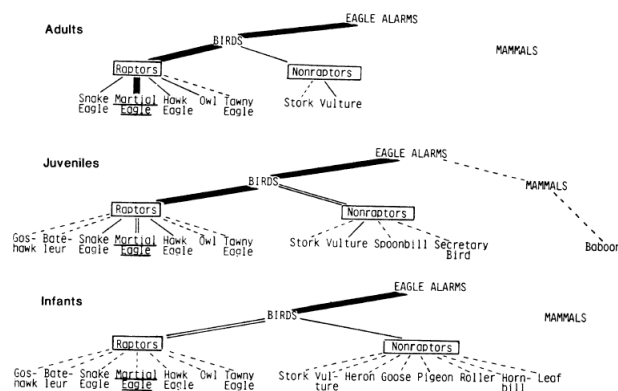 EAGLE ALARMS
Adults
BIRDS
MAMMALS
Raptors
Nonraptors
Snake Martial Hawk Owl Tawny
Eagle Eagle Eagle Eagle
Stork Vulture
EAGLE ALARMS
Juveniles
BIRDS
MAMMALS
Raptors
Nonraptors
Gos- Bate- Snake Martial Hawk Owl Tawny
hawk leur Eagle Eagle Eagle Eagle
Stork Vulture Spoonbill Secretary
Bird
Baboon
EAGLE ALARMS
Infants
BIRDS
MAMMALS
Raptors
Nonraptors
Gos- Bate- Snake Martial Hawk Owl Tawny
hawk leur Eagle Eagle Eagle Eagle
Stork Vul- Heron Goose Pigeon Roller Horn- Leaf
ture bill